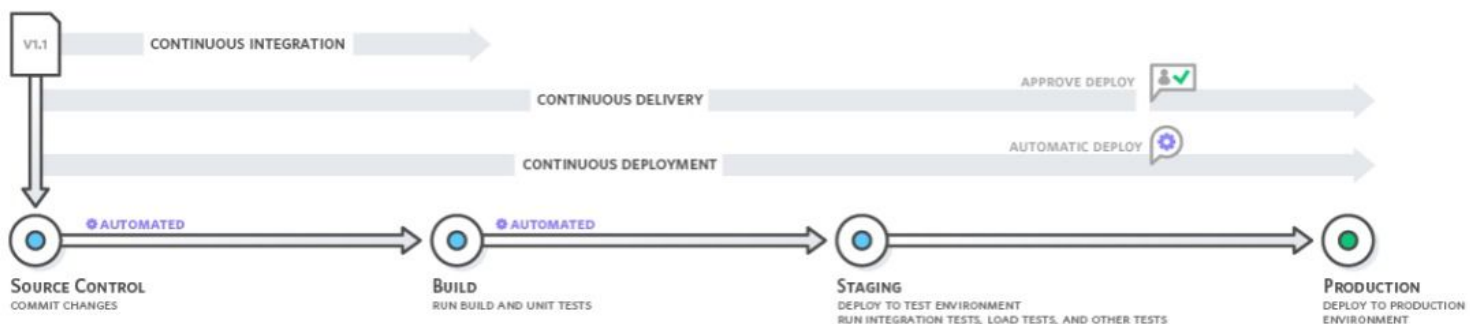 V1.1
CONTINUOUS INTEGRATION
APPROVE DEPLOY
CONTINUOUS DELIVERY
AUTOMATIC DEPLOY
CONTINUOUS DEPLOYMENT
AUTOMATED
AUTOMATED
SOURCE CONTROL
COMMIT CHANGES
BUILD
RUN BUILD AND UNIT TESTS
STAGING
DEPLOY TO TEST ENVIRONMENT
RUN INTEGRATION TESTS, LOAD TESTS, AND OTHER TESTS
PRODUCTION
DEPLOY TO PRODUCTION
ENVIRONMENT